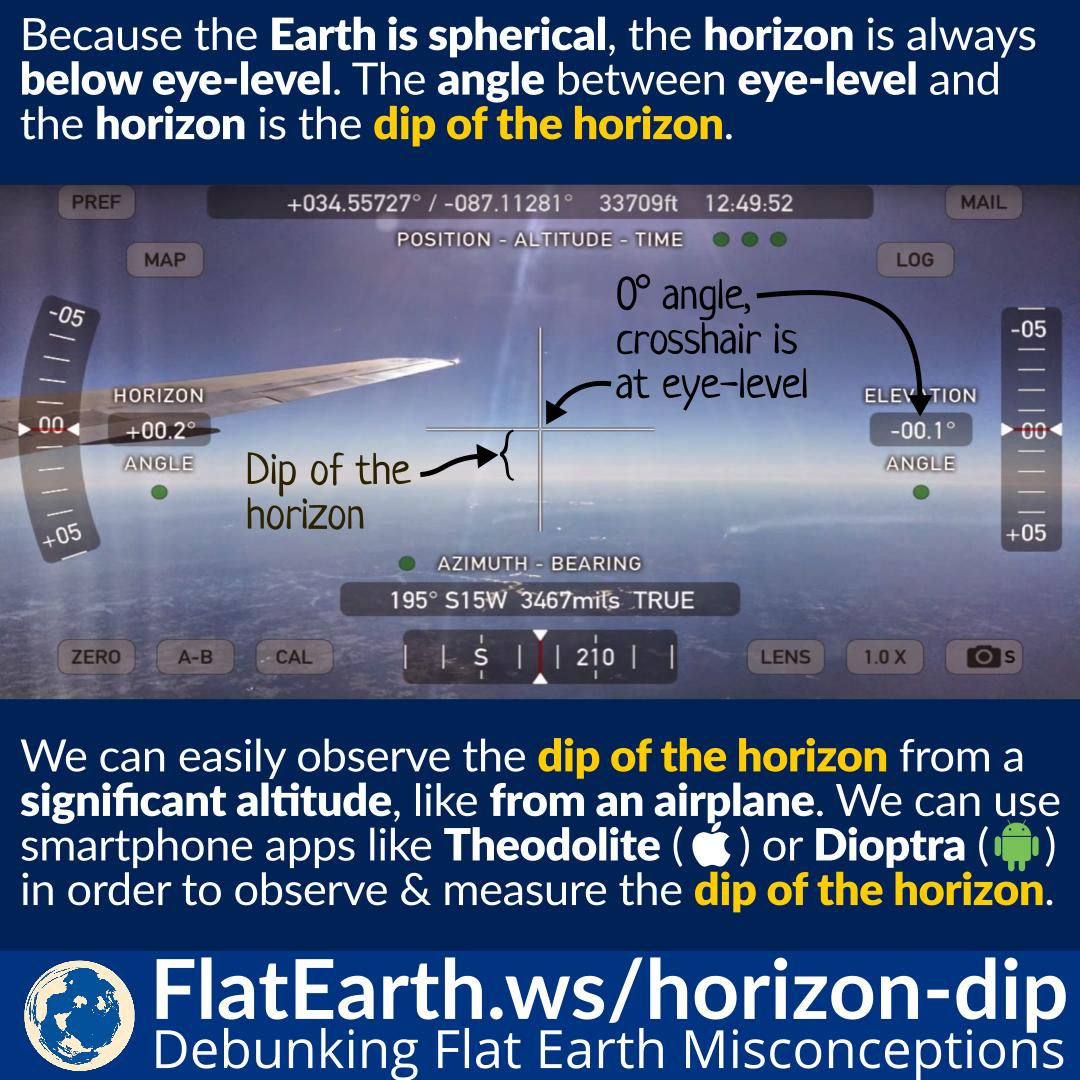 Because the Earth is spherical, the horizon is always
below eye-level. The angle between eye-level and
the horizon is the dip of the horizon.
PREF
+034.55727° / -087.11281° 33709ft 12:49:52
MAIL
POSITION - ALTITUDE - TIME
MAP
LOG
0° angle,
crosshair is
at eye-level
-05
00
+05
HORIZON
+00.2°
ANGLE
ELEVATION
-00.1°
ANGLE
-05
00
+05
Dip of the
horizon
AZIMUTH - BEARING
195° S15W 3467mils TRUE
ZERO
A-B
CAL
S
210
LENS
1.0 X
S
We can easily observe the dip of the horizon from a
significant altitude, like from an airplane. We can use
smartphone apps like Theodolite ( ) or Dioptra ( )
in order to observe & measure the dip of the horizon.
FlatEarth.ws/horizon-dip
Debunking Flat Earth Misconceptions